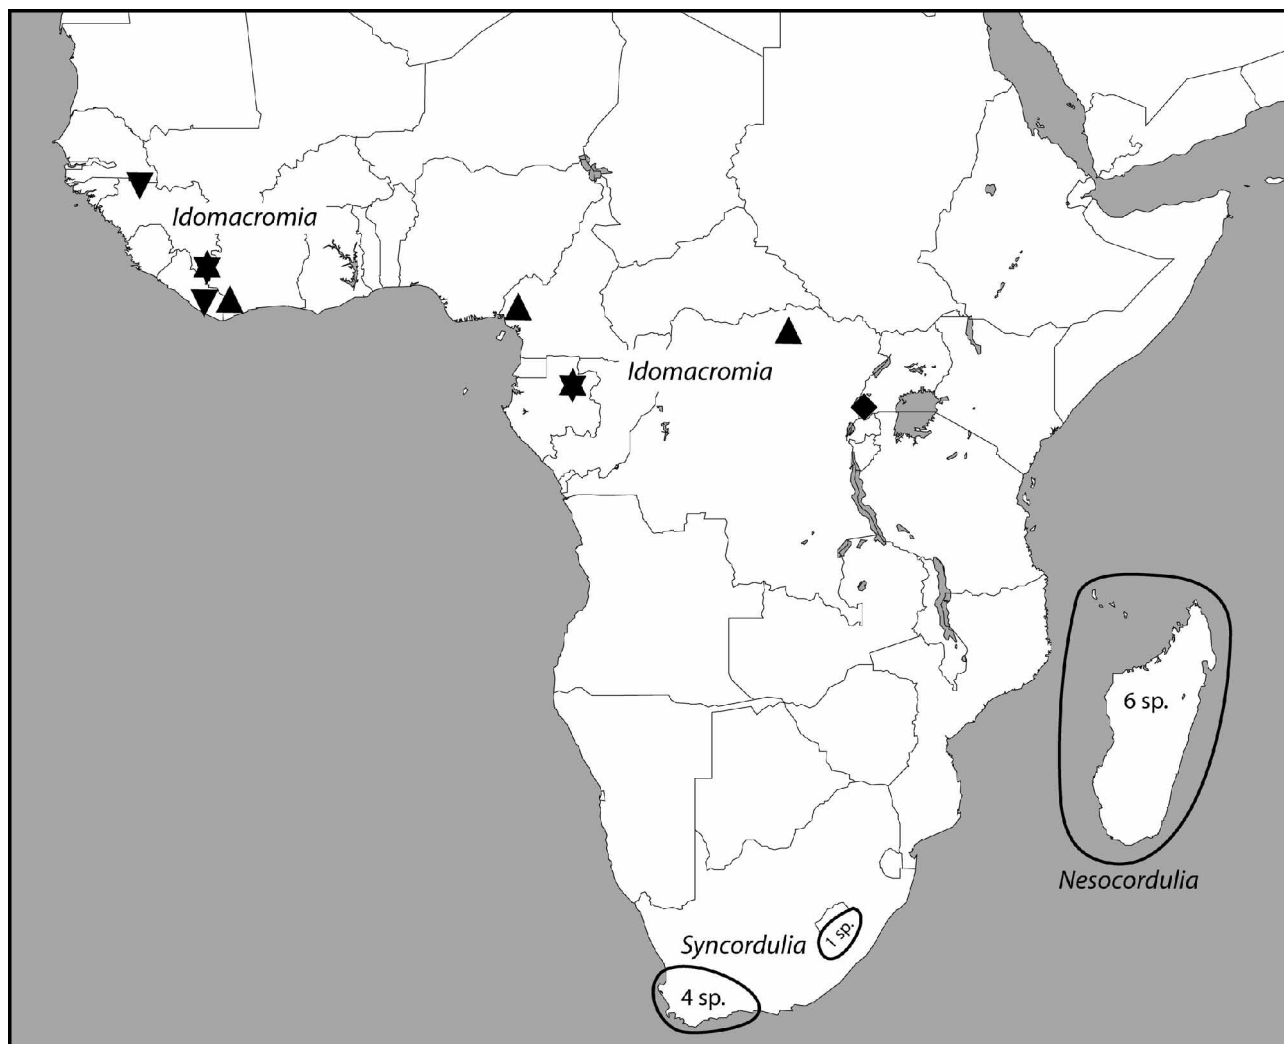 Idomacromia
Idomacromia
6 sp.
Nesocordulia
1 sp.
Syncordulia
4 sp.